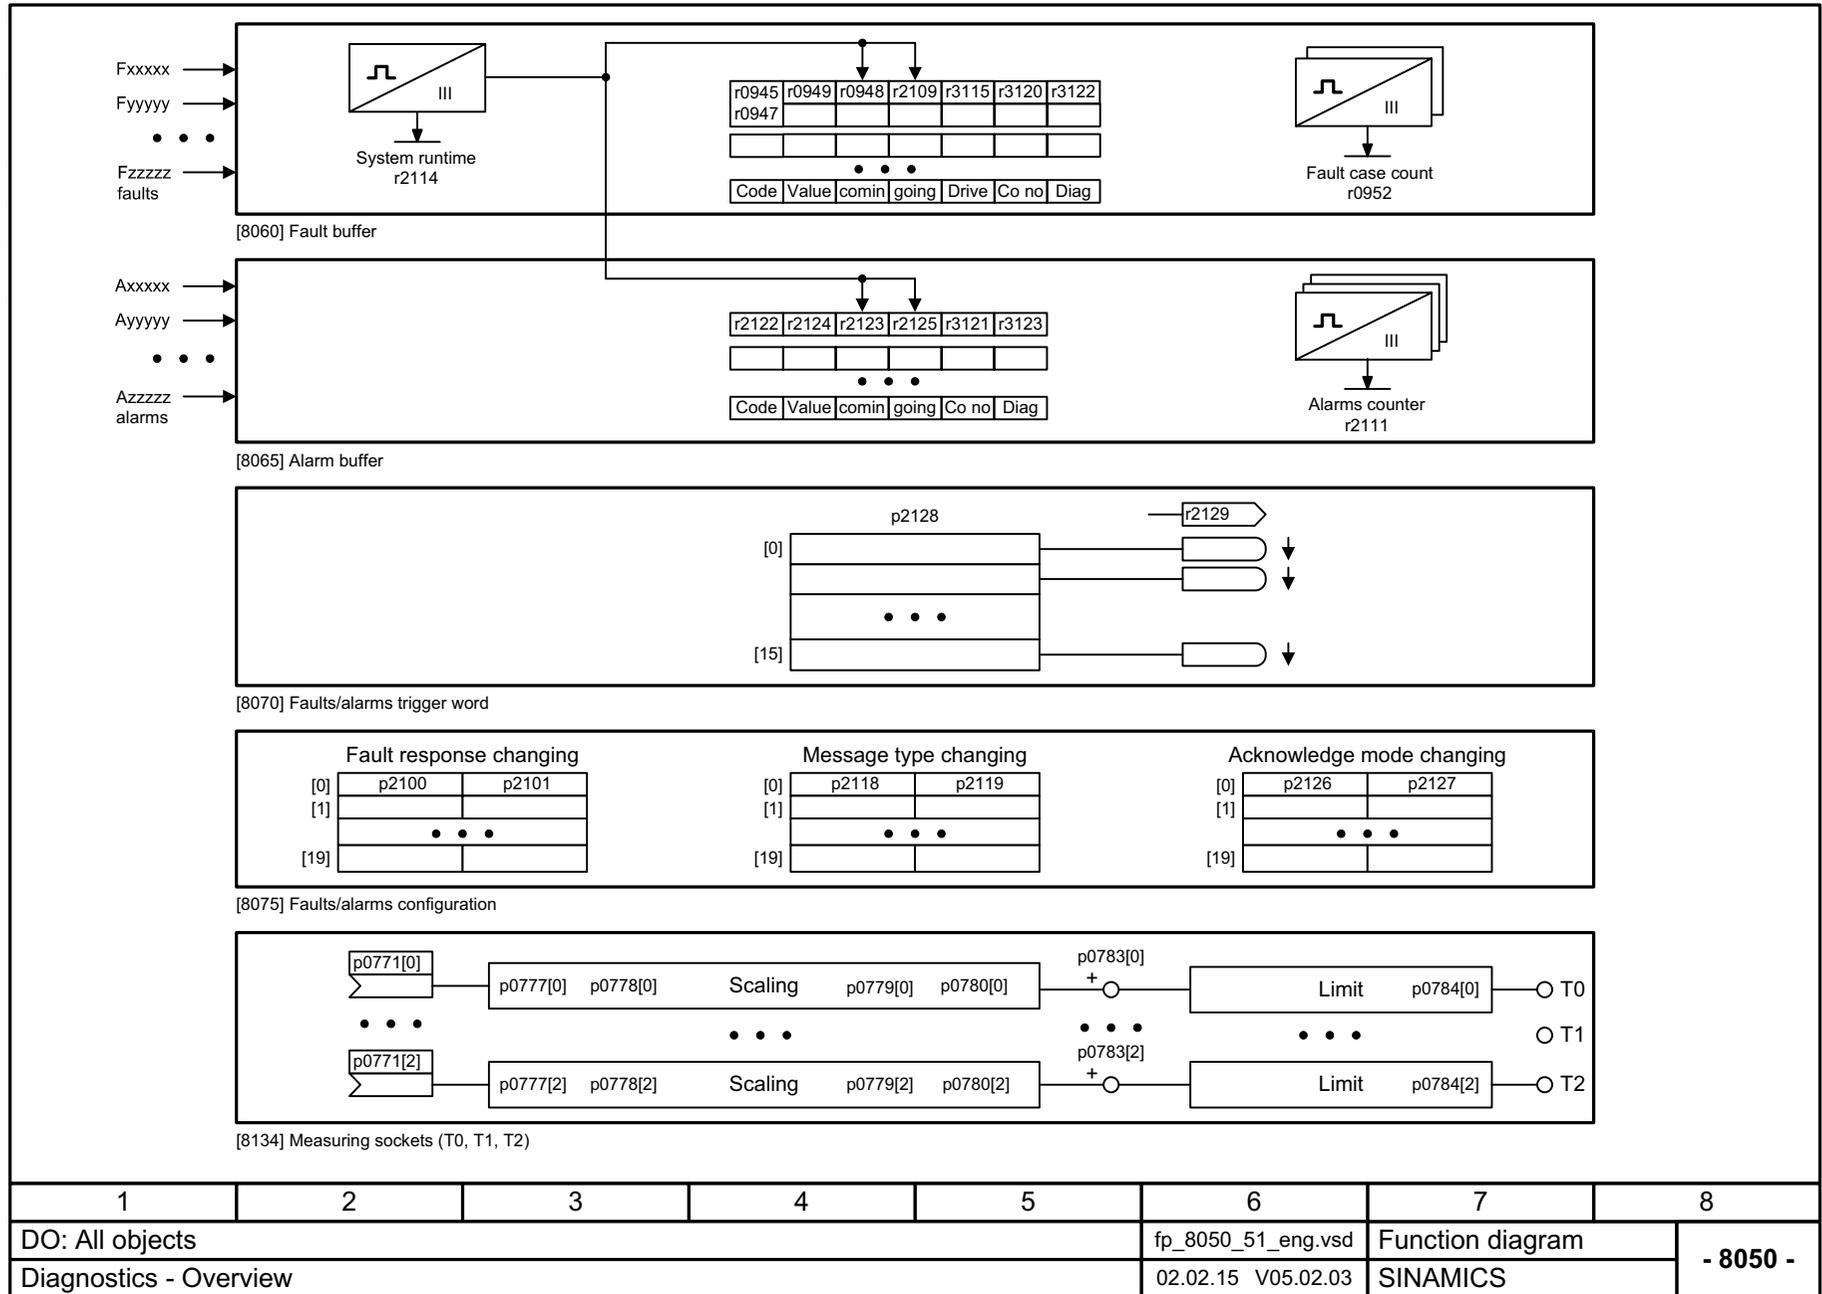 Fxxxxx
Fyyyyy
Fzzzzz
faults
III
System runtime
r2114
r0945 r0949 r0948 r2109 r3115 r3120 r3122
r0947
Code Value comin going Drive Co no Diag
III
Fault case count
r0952
[8060] Fault buffer
Axxxxx
Ayyyyy
Azzzzz
alarms
r2122 r2124 r2123 r2125 r3121 r3123
Code Value comin going Co no Diag
III
Alarms counter
r2111
[8065] Alarm buffer
p2128
r2129
[0]
[15]
[8070] Faults/alarms trigger word
Fault response changing
[0] p2100 p2101
[1]
[19]
Message type changing
[0] p2118 p2119
[1]
[19]
Acknowledge mode changing
[0] p2126 p2127
[1]
[19]
[8075] Faults/alarms configuration
p0771[0]
p0777[0] p0778[0] Scaling p0779[0] p0780[0]
p0783[0]
+
Limit p0784[0]
T0
T1
p0771[2]
p0777[2] p0778[2] Scaling p0779[2] p0780[2]
p0783[2]
+
Limit p0784[2]
T2
[8134] Measuring sockets (T0, T1, T2)
1 2 3 4 5 6 7 8
DO: All objects
fp_8050_51_eng.vsd
Function diagram
- 8050 -
Diagnostics - Overview
02.02.15 V05.02.03
SINAMICS